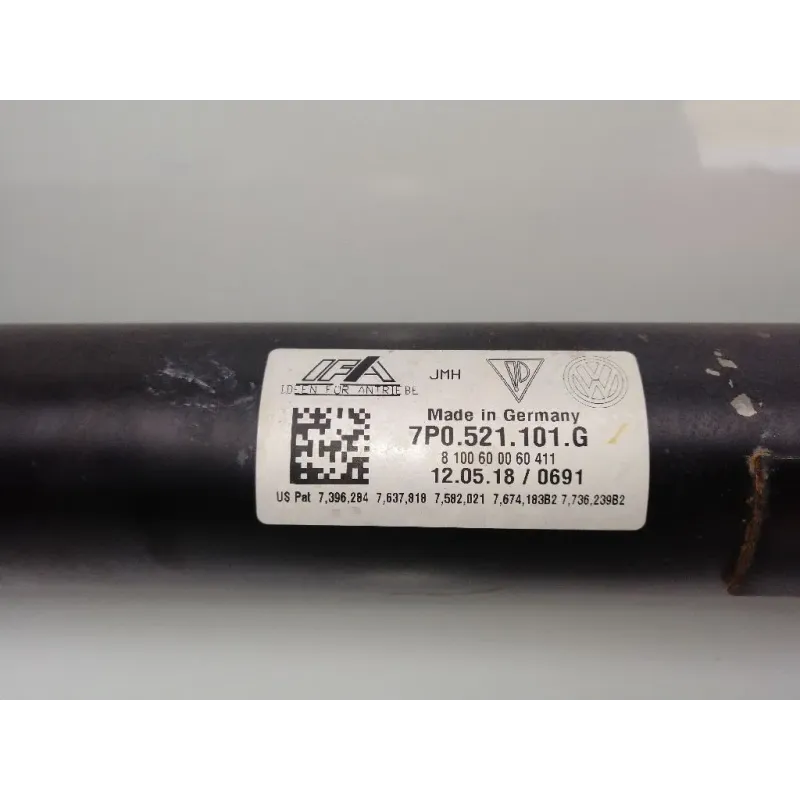 IFA
IDEEN FÜR ANTRIEBE
JMH
VW
Made in Germany
7P0.521.101.G
8 100 60 00 60 411
12.05.18 / 0691
US Pat 7,396,284 7,637,818 7,582,021 7,674,183B2 7,736,239B2